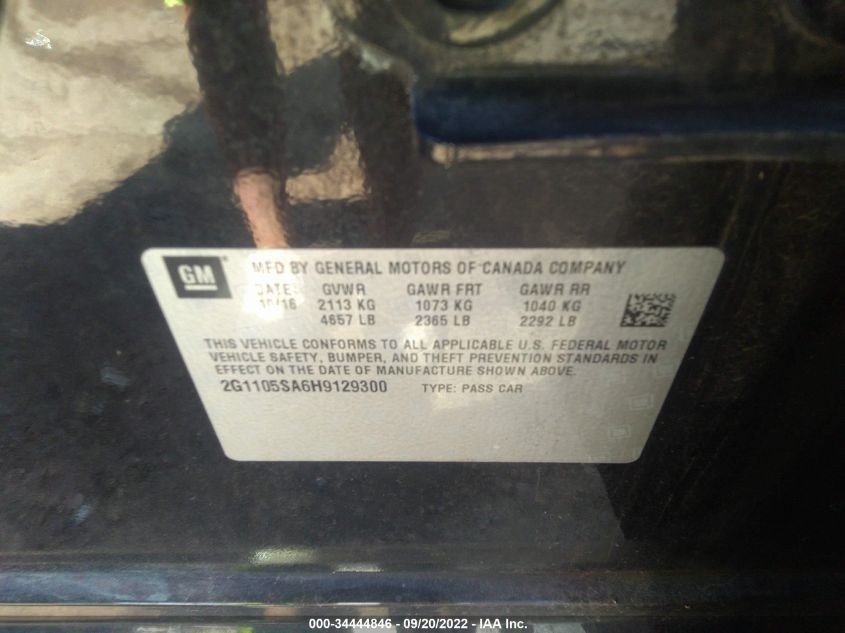 GM MFD BY GENERAL MOTORS OF CANADA COMPANY
DATE: GVWR GAWR FRT GAWR RR
10/16 2113 KG 1073 KG 1040 KG
4657 LB 2365 LB 2292 LB
THIS VEHICLE CONFORMS TO ALL APPLICABLE U.S. FEDERAL MOTOR
VEHICLE SAFETY, BUMPER, AND THEFT PREVENTION STANDARDS IN
EFFECT ON THE DATE OF MANUFACTURE SHOWN ABOVE.
2G1105SA6H9129300 TYPE: PASS CAR
000-34444846 - 09/20/2022 - IAA Inc.